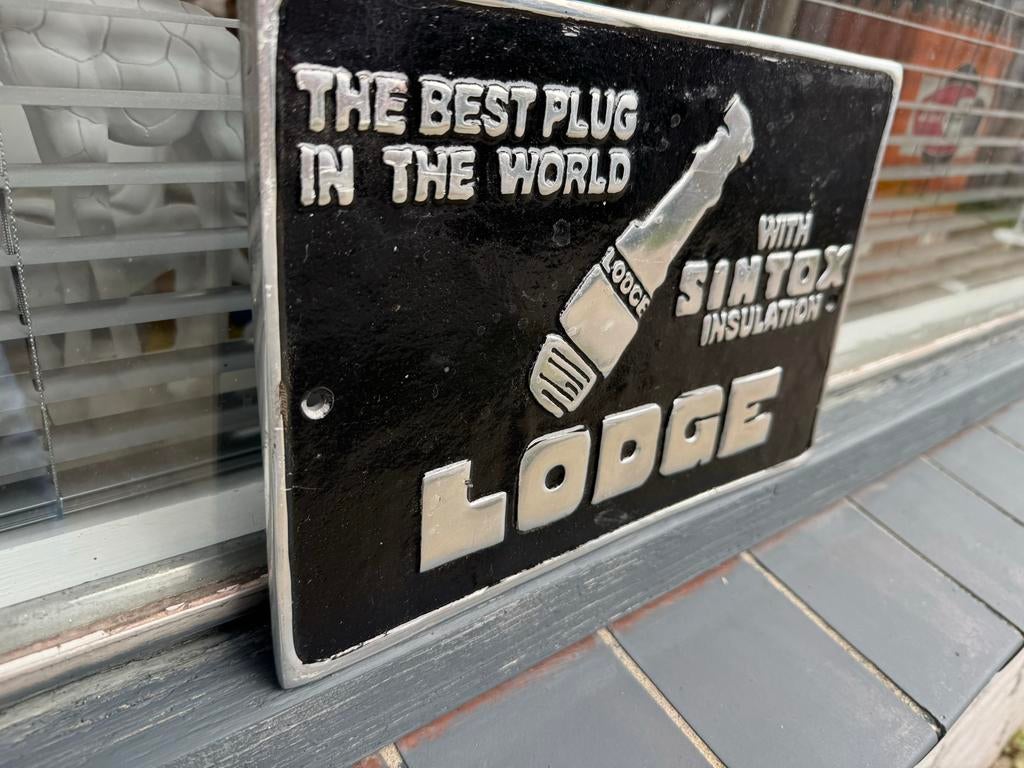 THE BEST PLUG
IN THE WORLD
LODGE
WITH
SINTOX
INSULATION
LODGE